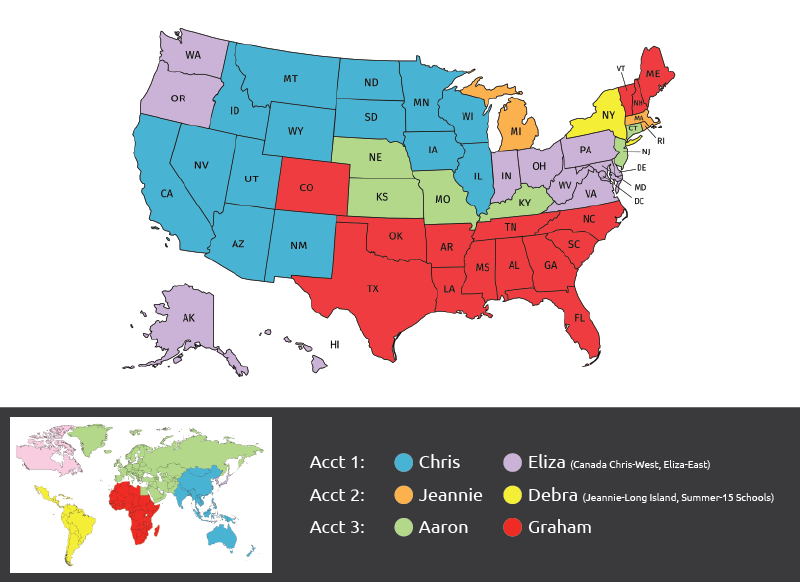 WA
OR
ID
MT
ND
MN
WI
MI
SD
WY
NV
CA
UT
CO
NE
IA
IL
IN
OH
PA
NY
VT
NH
ME
MA
CT
RI
NJ
DE
MD
DC
WV
VA
KY
KS
MO
AZ
NM
OK
AR
TN
NC
SC
MS
AL
GA
TX
LA
FL
AK
HI
Acct 1: Chris Eliza (Canada Chris-West, Eliza-East)
Acct 2: Jeannie Debra (Jeannie-Long Island, Summer-15 Schools)
Acct 3: Aaron Graham